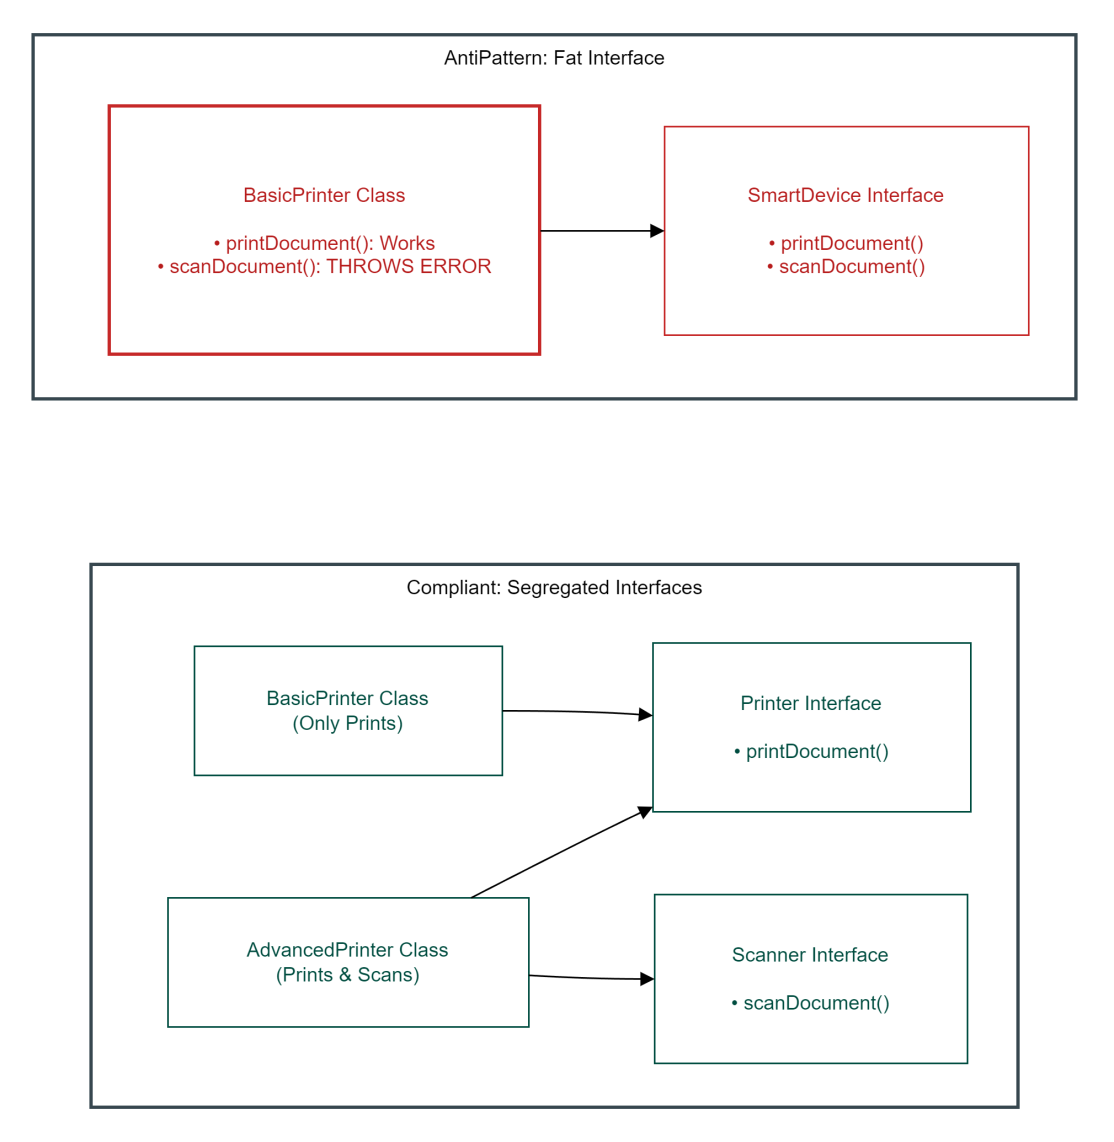 AntiPattern: Fat Interface
BasicPrinter Class
• printDocument(): Works
• scanDocument(): THROWS ERROR
SmartDevice Interface
• printDocument()
• scanDocument()
Compliant: Segregated Interfaces
BasicPrinter Class
(Only Prints)
Printer Interface
• printDocument()
AdvancedPrinter Class
(Prints & Scans)
Scanner Interface
• scanDocument()